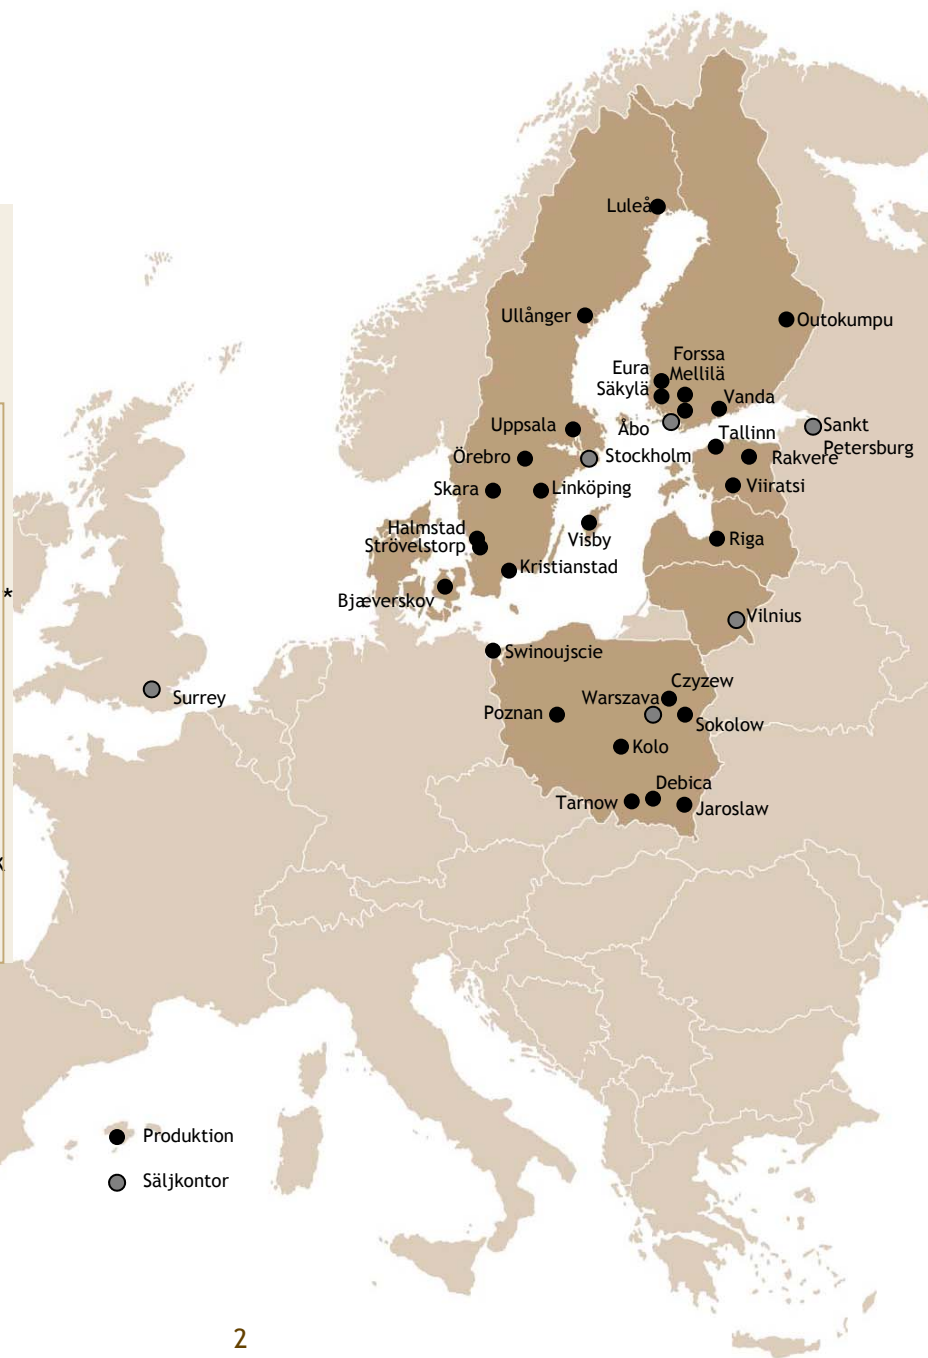 Luleå
Ullånger
Outokumpu
Forssa
Eura
Mellilä
Säkylä
Vanda
Uppsala
Åbo
Tallinn
Sankt
Petersburg
Örebro
Stockholm
Rakvere
Skara
Linköping
Viiratsi
Halmstad
Visby
Riga
Strövelstorp
Kristianstad
*
Bjæverskov
Vilnius
Swinoujscie
Surrey
Czyzew
Warszava
Poznan
Sokolow
Kolo
Debica
Tarnow
Jaroslaw
Produktion
Säljkontor
2